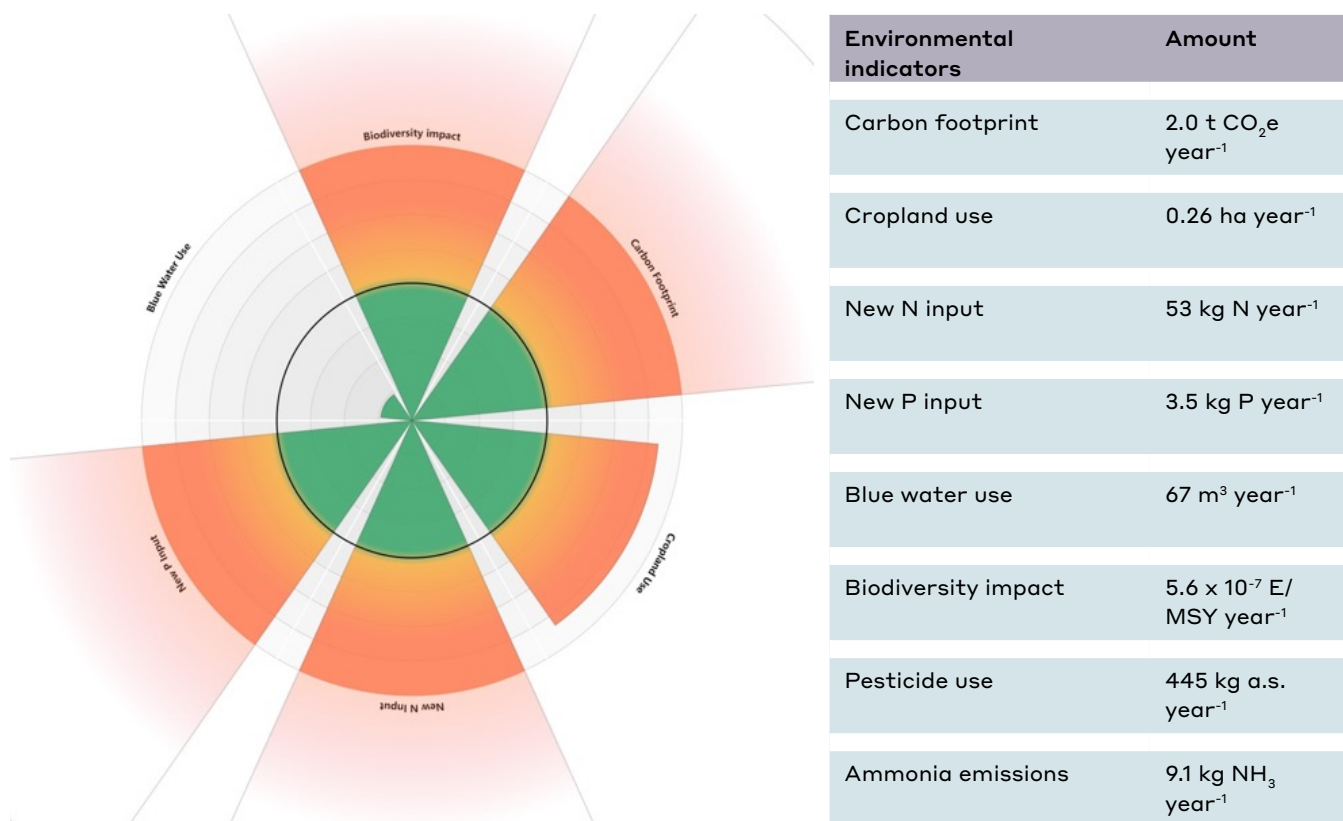 Biodiversity impact
Carbon Footprint
Cropland Use
New N Input
New P Input
Blue Water Use
Environmental
indicators
Amount
Carbon footprint
2.0 t CO₂e
year⁻¹
Cropland use
0.26 ha year⁻¹
New N input
53 kg N year⁻¹
New P input
3.5 kg P year⁻¹
Blue water use
67 m³ year⁻¹
Biodiversity impact
5.6 x 10⁻⁷ E/
MSY year⁻¹
Pesticide use
445 kg a.s.
year⁻¹
Ammonia emissions
9.1 kg NH₃
year⁻¹